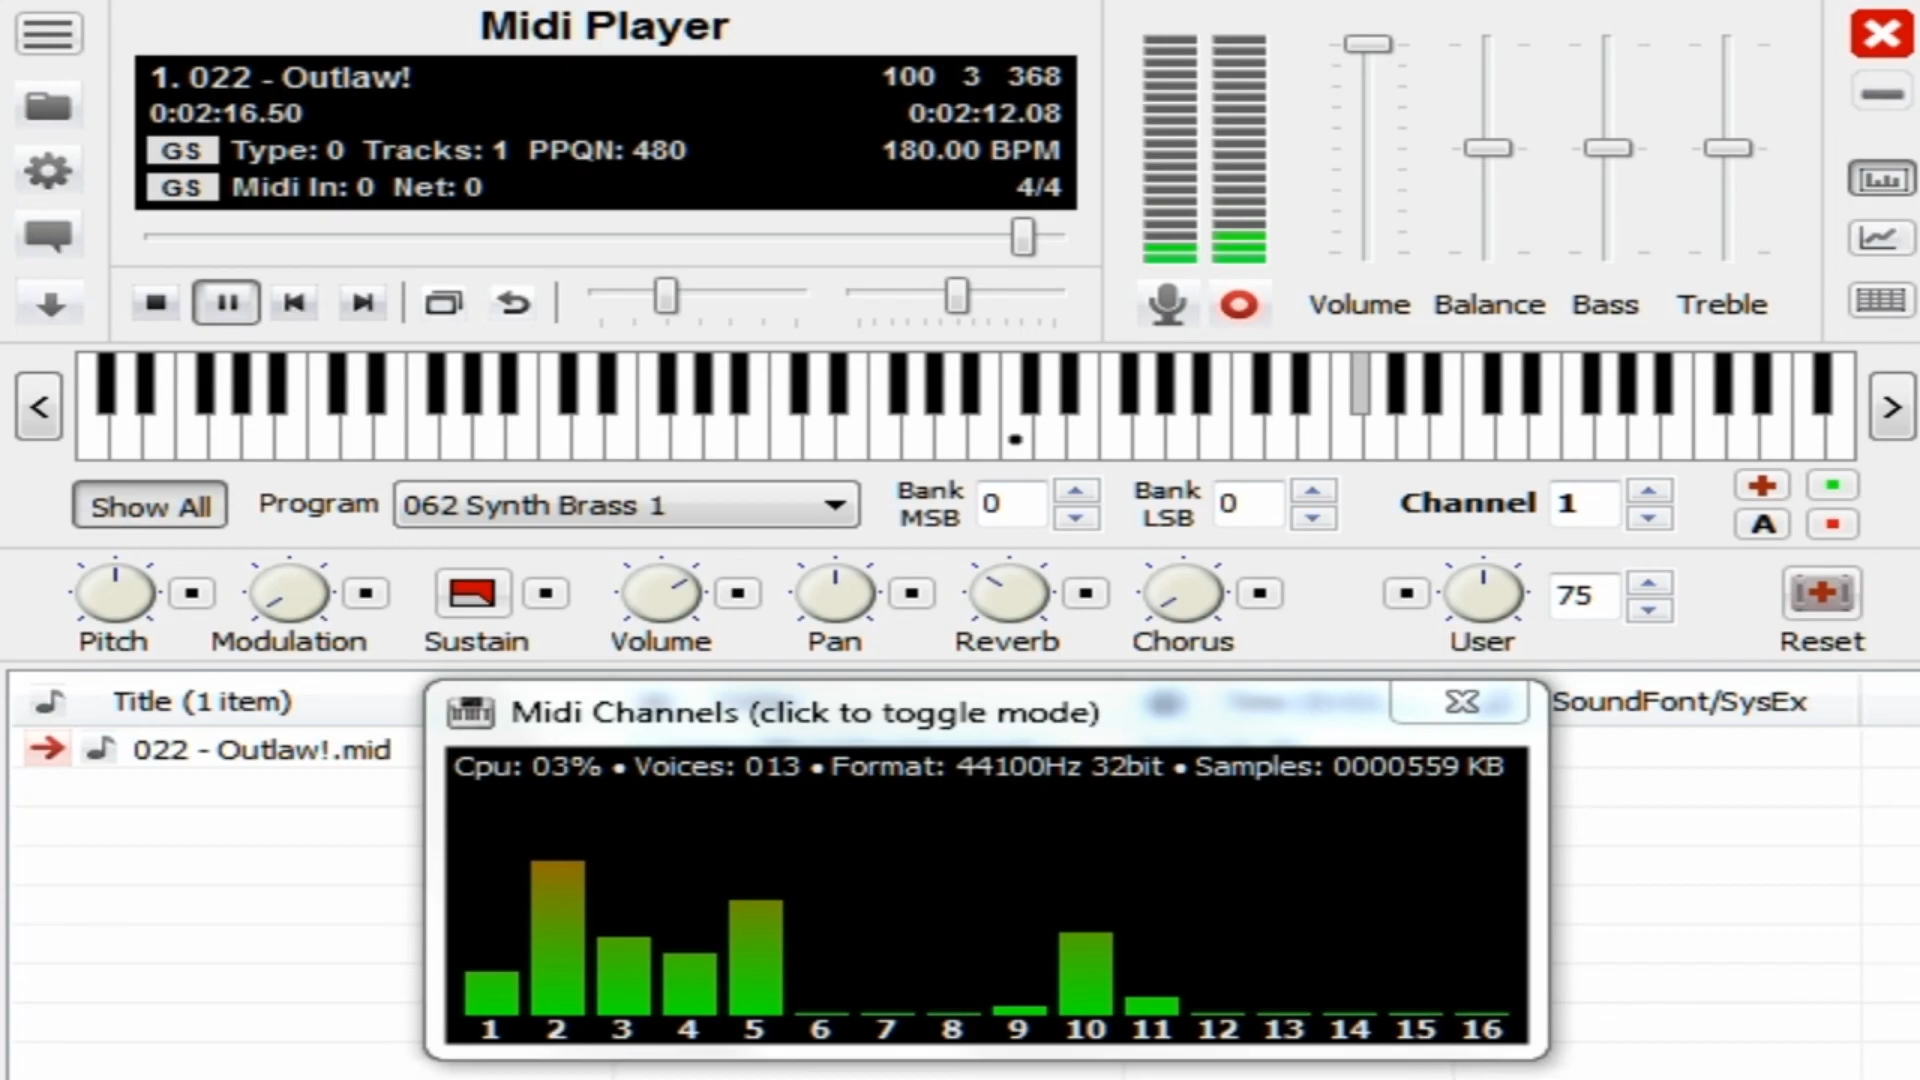 Midi Player
1. 022 - Outlaw! 100 3 368
0:02:16.50 0:02:12.08
GS Type: 0 Tracks: 1 PPQN: 480 180.00 BPM
GS Midi In: 0 Net: 0 4/4
Volume Balance Bass Treble
< >
Show All Program 062 Synth Brass 1 Bank MSB 0 Bank LSB 0 Channel 1
A
75
Pitch Modulation Sustain Volume Pan Reverb Chorus User Reset
Title (1 item) SoundFont/SysEx
022 - Outlaw!.mid
Midi Channels (click to toggle mode)
Cpu: 03% • Voices: 013 • Format: 44100Hz 32bit • Samples: 0000559 KB
1 2 3 4 5 6 7 8 9 10 11 12 13 14 15 16